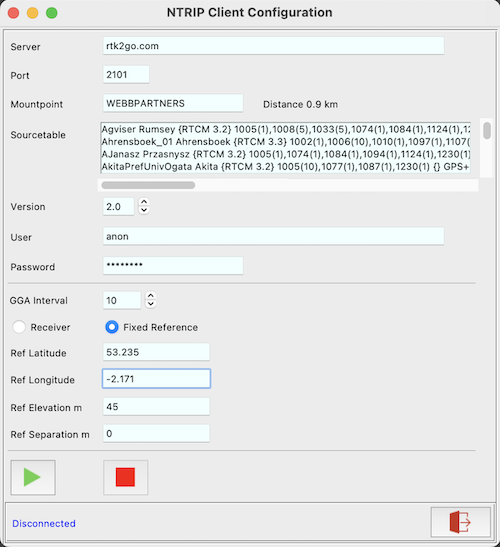 NTRIP Client Configuration
Server rtk2go.com
Port 2101
Mountpoint WEBBPARTNERS Distance 0.9 km
Sourcetable
Agviser Rumsey {RTCM 3.2} 1005(1),1008(5),1033(5),1074(1),1084(1),1124(1),12
Ahrensboek_01 Ahrensboek {RTCM 3.3} 1002(1),1006(10),1010(1),1097(1),1107(
AJanasz Przasnysz {RTCM 3.2} 1005(1),1074(1),1084(1),1094(1),1124(1),1230(1)
AkitaPrefUnivOgata Akita {RTCM 3.2} 1005(10),1077(1),1087(1),1230(1) {} GPS+
Version 2.0
User anon
Password ********
GGA Interval 10
Receiver Fixed Reference
Ref Latitude 53.235
Ref Longitude -2.171
Ref Elevation m 45
Ref Separation m 0
Disconnected